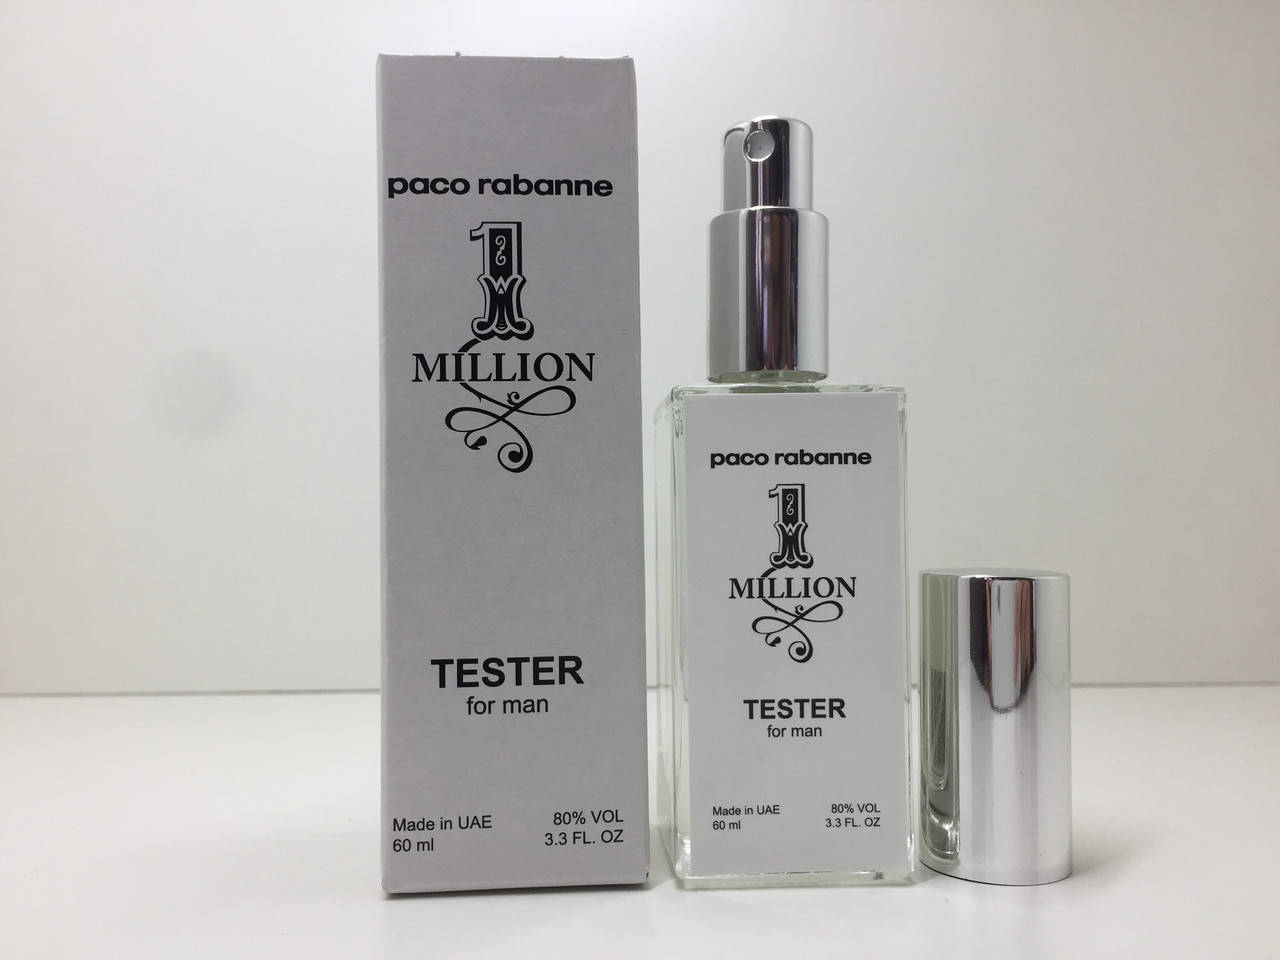 paco rabanne
1
MILLION
TESTER
for man
Made in UAE 80% VOL
60 ml 3.3 FL. OZ
paco rabanne
1
MILLION
TESTER
for man
Made in UAE 80% VOL
60 ml 3.3 FL. OZ